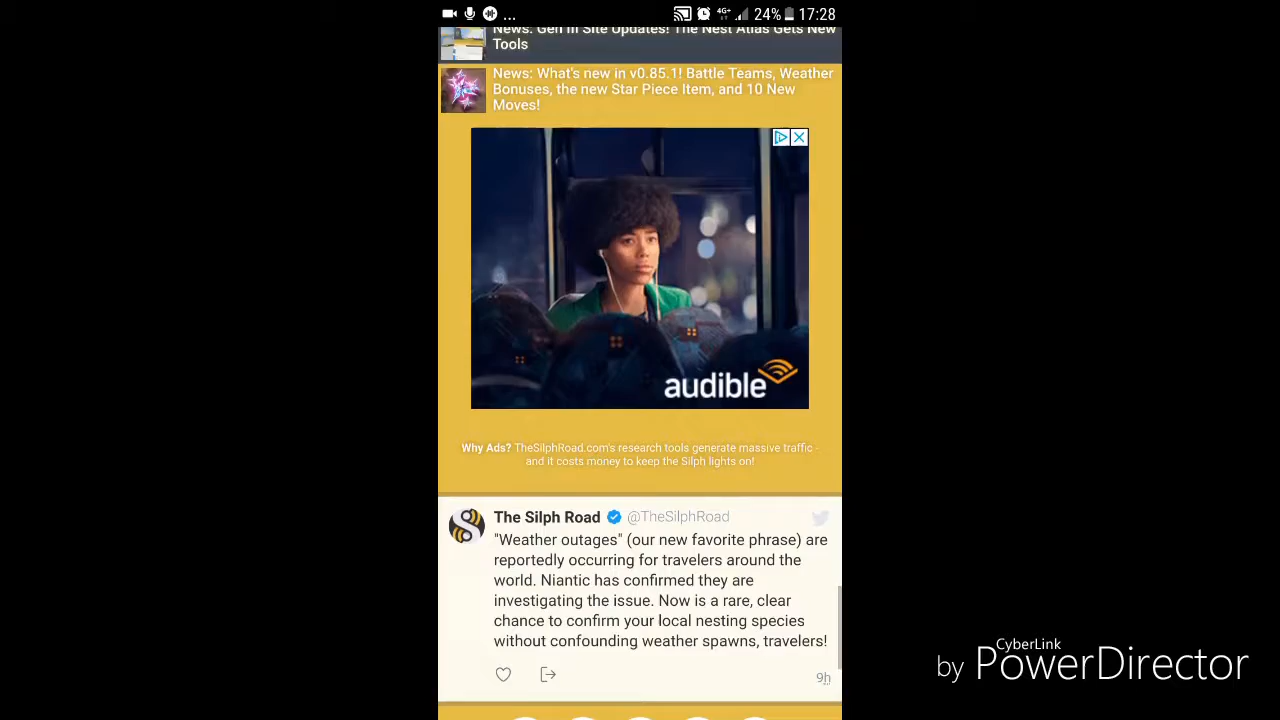 ... 4G+ 24% 17:28
News: Gen III Site Updates! The Nest Atlas Gets New
Tools
News: What's new in v0.85.1! Battle Teams, Weather
Bonuses, the new Star Piece Item, and 10 New
Moves!
audible
Why Ads? TheSilphRoad.com's research tools generate massive traffic -
and it costs money to keep the Silph lights on!
The Silph Road @TheSilphRoad
"Weather outages" (our new favorite phrase) are
reportedly occurring for travelers around the
world. Niantic has confirmed they are
investigating the issue. Now is a rare, clear
chance to confirm your local nesting species
without confounding weather spawns, travelers!
9h
CyberLink
by PowerDirector